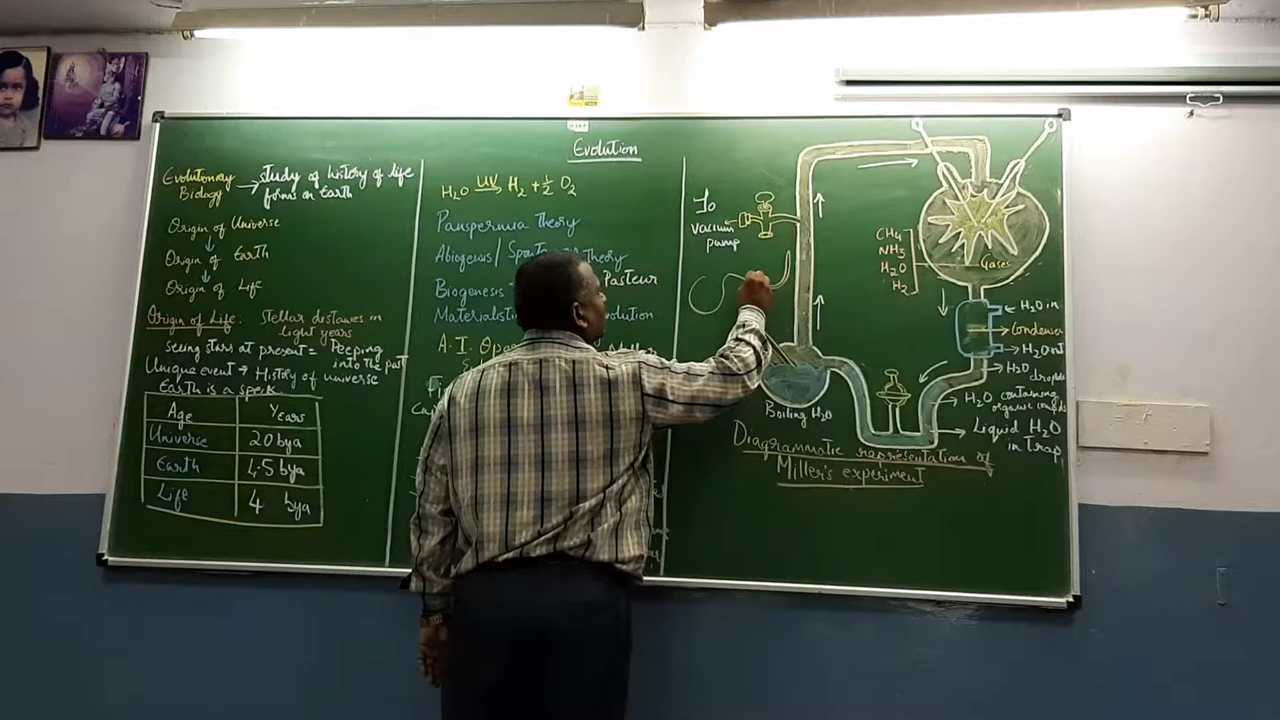 Evolution
Evolutionary
Biology
study of history of life
forms on Earth
Origin of Universe
Origin of Earth
Origin of Life
Origin of Life: Stellar distances in
light years
Seeing stars at present = Peeping
into the past
Unique event → History of universe
Earth is a speck
Age Years
Universe 20 bya
Earth 4.5 bya
Life 4 bya
H2O UV→ H2 + ½ O2
Panspermia Theory
Abiogenesis/ Theory
Biogenesis - Pasteur
A.I.
To
vacuum
pump
CH4
NH3
H2O
H2
Gases
H2O in
Condenser
H2O out
H2O
droplets
H2O containing
organic compds
Liquid H2O
in Trap
Boiling H2O
Diagrammatic representation of
Miller's experiment